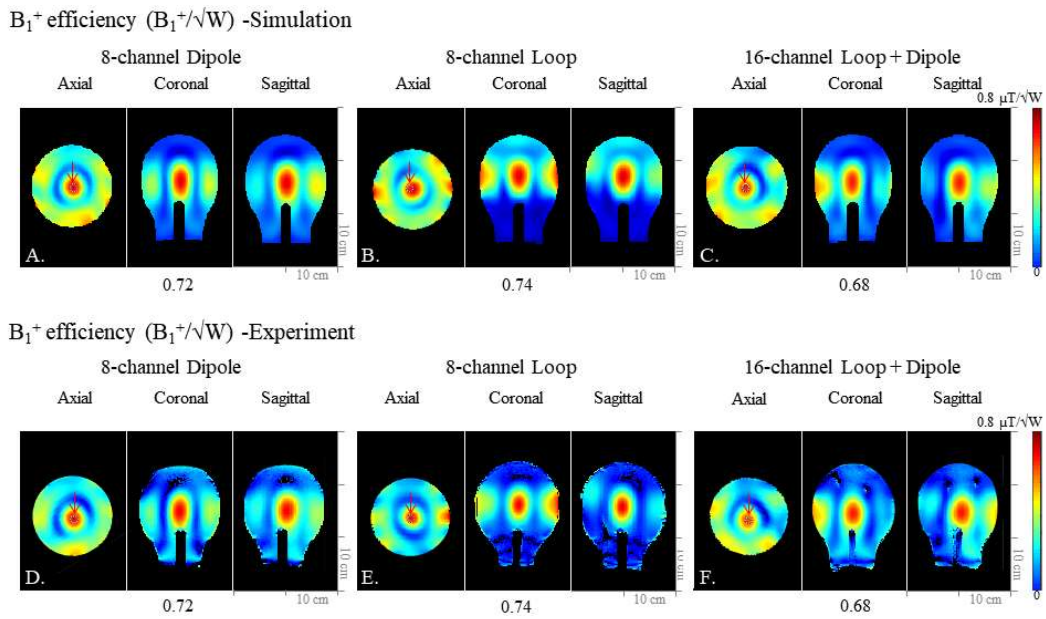 B₁⁺ efficiency (B₁⁺/√W) -Simulation
8-channel Dipole 8-channel Loop 16-channel Loop + Dipole
Axial Coronal Sagittal Axial Coronal Sagittal Axial Coronal Sagittal
0.8 μT/√W
A. 10 cm B. 10 cm C. 10 cm
10 cm 10 cm 10 cm 0
0.72 0.74 0.68
B₁⁺ efficiency (B₁⁺/√W) -Experiment
8-channel Dipole 8-channel Loop 16-channel Loop + Dipole
Axial Coronal Sagittal Axial Coronal Sagittal Axial Coronal Sagittal
0.8 μT/√W
D. 10 cm E. 10 cm F. 10 cm
10 cm 10 cm 10 cm 0
0.72 0.74 0.68